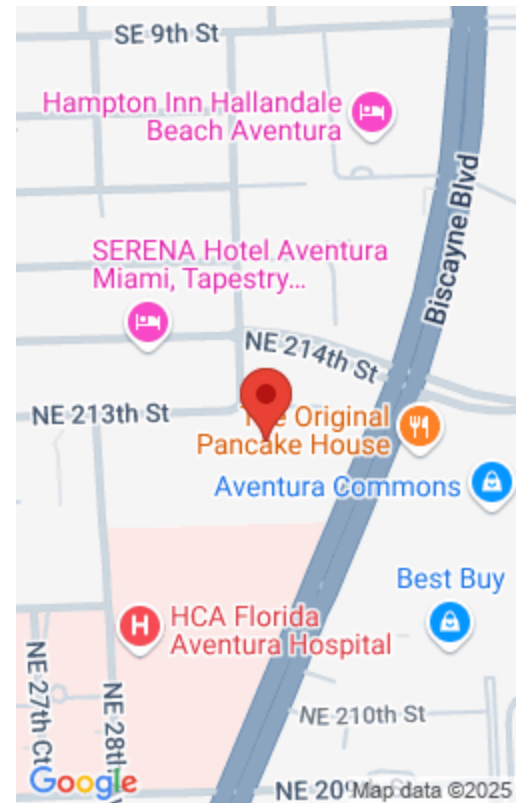 SE 9th St
Hampton Inn Hallandale
Beach Aventura
Biscayne Blvd
SERENA Hotel Aventura
Miami, Tapestry...
NE 214th St
NE 213th St
Original
Pancake House
Aventura Commons
Best Buy
H
HCA Florida
Aventura Hospital
NE 27th Ct
NE 28th
NE 210th St
Google
NE
Map data ©2025